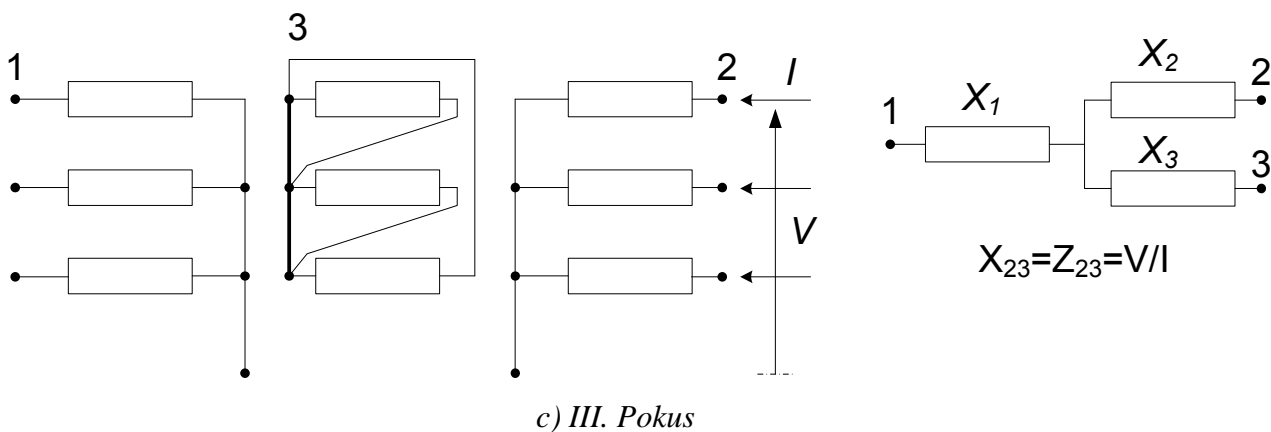 1
3
2
I
V
1
X₁
X₂
2
X₃
3
X₂₃=Z₂₃=V/I
c) III. Pokus